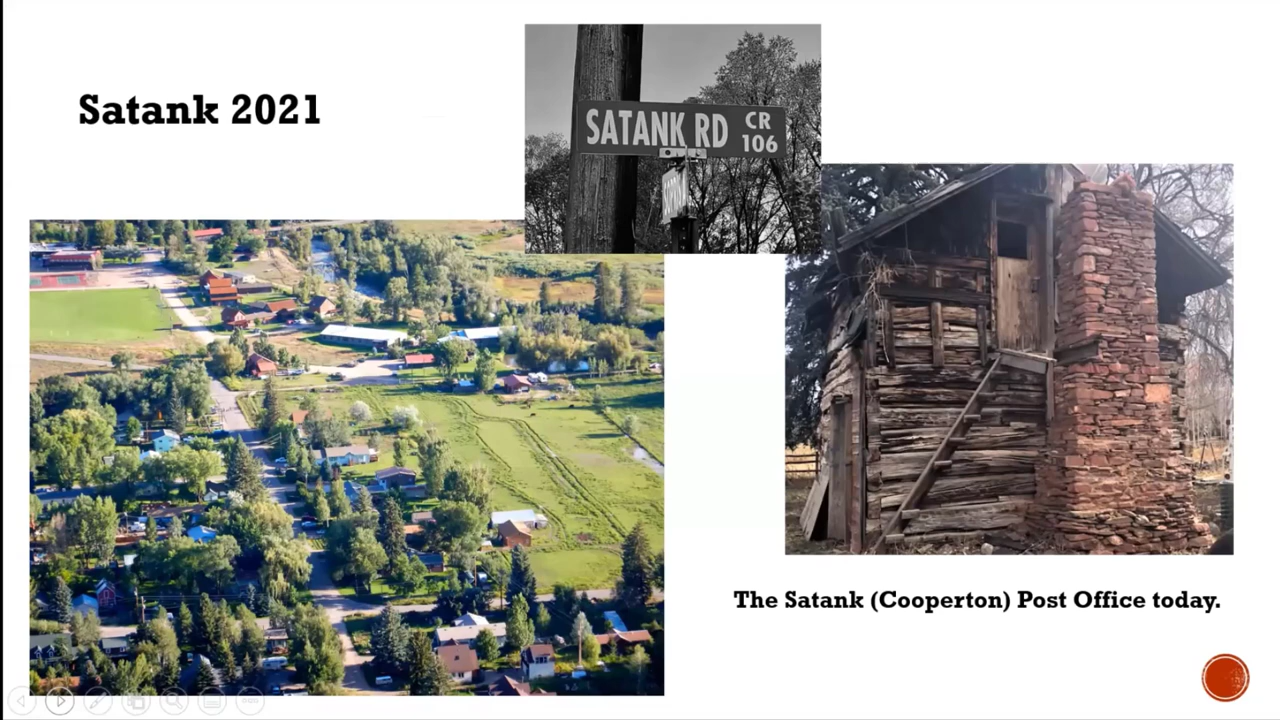 Satank 2021
SATANK RD CR 106
The Satank (Cooperton) Post Office today.